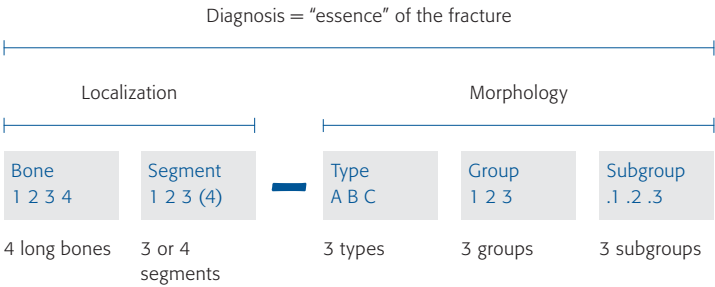 Diagnosis = “essence” of the fracture
Localization
Morphology
Bone
1 2 3 4
Segment
1 2 3 (4)
Type
A B C
Group
1 2 3
Subgroup
.1 .2 .3
4 long bones
3 or 4
segments
3 types
3 groups
3 subgroups